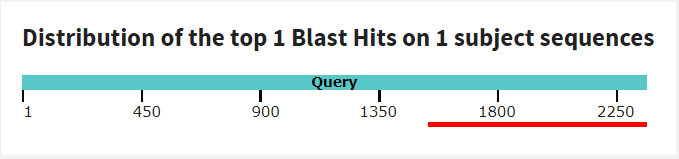 Distribution of the top 1 Blast Hits on 1 subject sequences
Query
1 450 900 1350 1800 2250